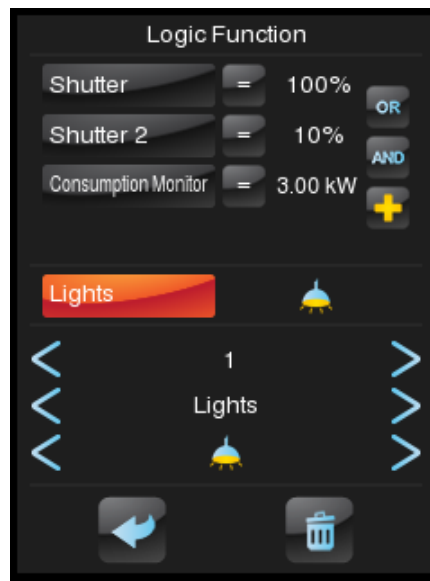 Logic Function
Shutter = 100%
OR
Shutter 2 = 10%
AND
Consumption Monitor = 3.00 kW
Lights
1
Lights